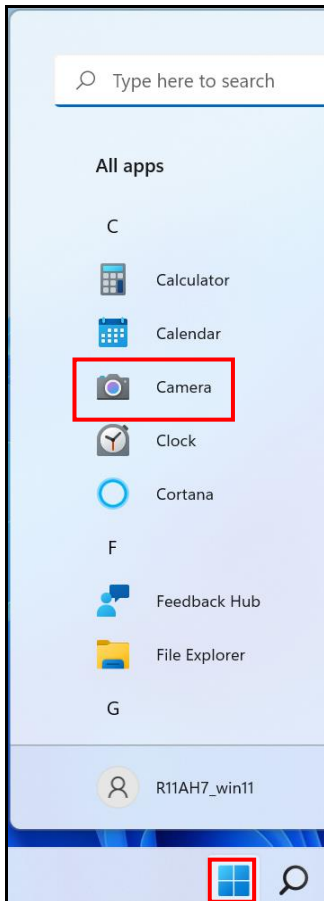 Type here to search
All apps
C
Calculator
Calendar
Camera
Clock
Cortana
F
Feedback Hub
File Explorer
G
R11AH7_win11